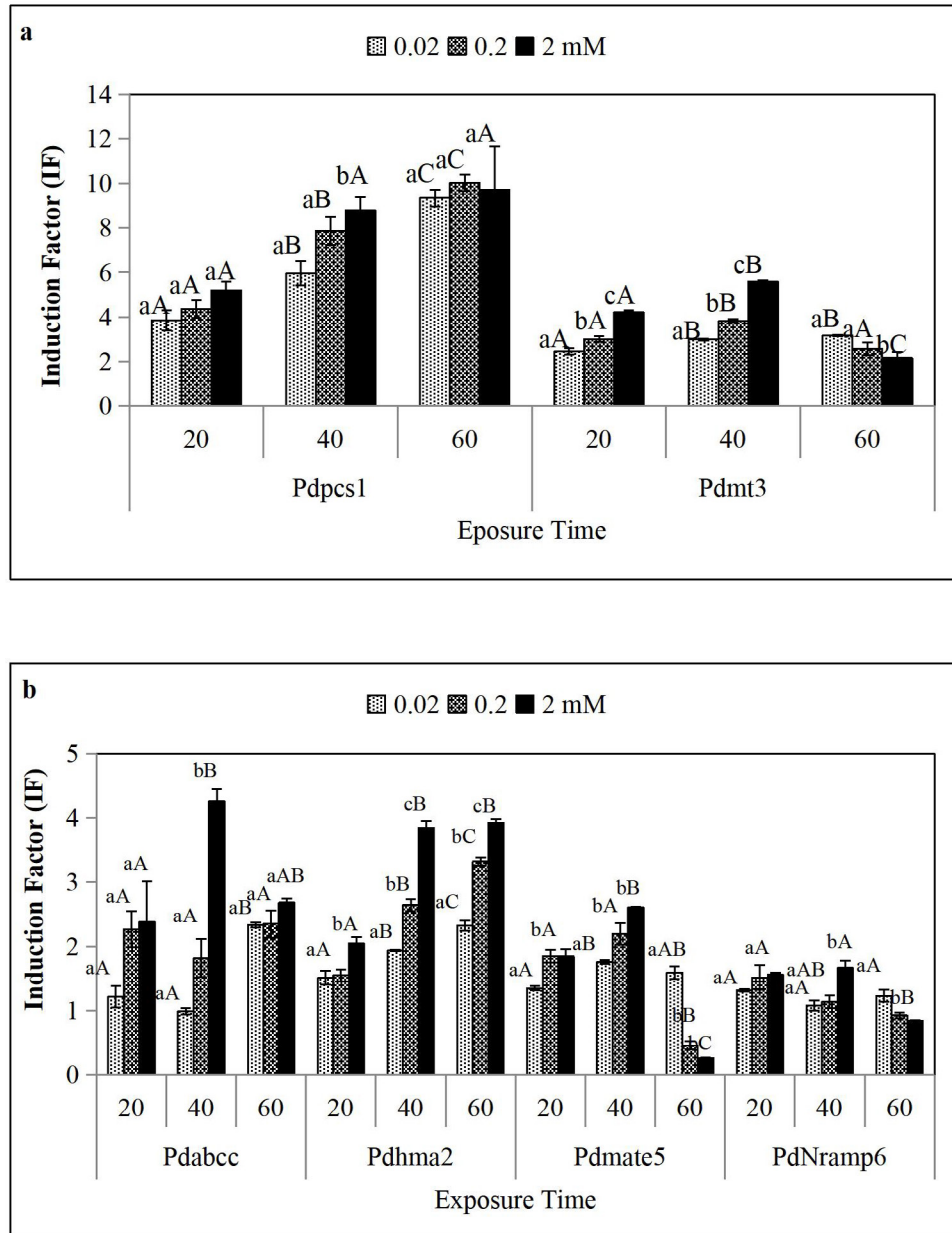 a
0.02 0.2 2 mM
Induction Factor (IF)
14
12
10
8
6
4
2
0
aA aA aA aB aB bA aC aC aA aA bA cA aB bB cB aB aA bC
20 40 60 20 40 60
Pdpcs1 Pdmt3
Eposure Time
b
0.02 0.2 2 mM
Induction Factor (IF)
5
4
3
2
1
0
aA aA aA aA aA bB aB aA aAB aA bA aB bB cB aC bC cB aA bA aB bA bB aAB bB bC aA aA aA aAB bA aA bB
20 40 60 20 40 60 20 40 60 20 40 60
Pdabcc Pdhma2 Pdmate5 PdNramp6
Exposure Time